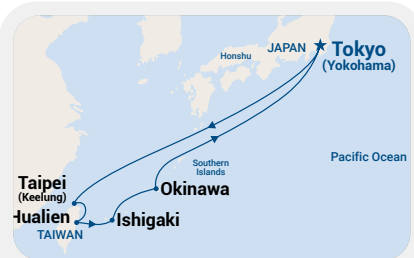 Honshu
JAPAN
Tokyo
(Yokohama)
Pacific Ocean
Southern
Islands
Okinawa
Taipei
(Keelung)
Hualien
Ishigaki
TAIWAN